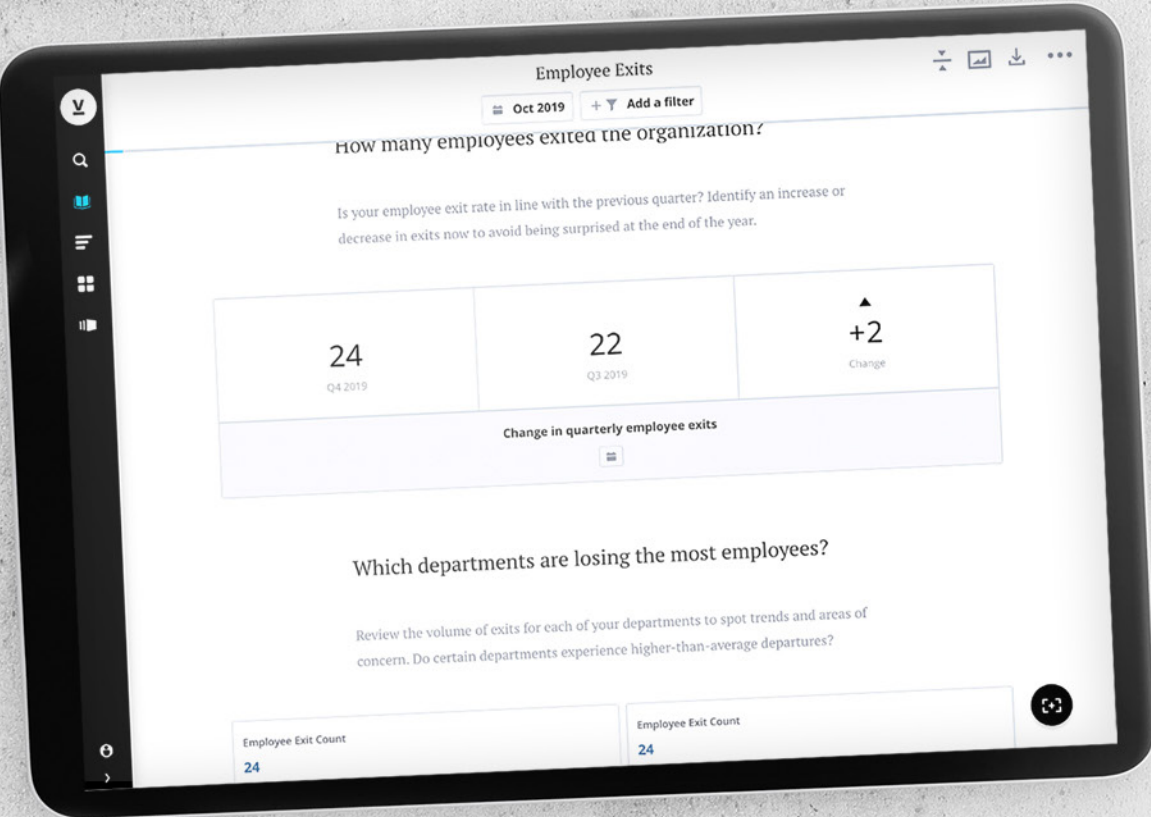 Employee Exits
Oct 2019
+ Add a filter
How many employees exited the organization?
Is your employee exit rate in line with the previous quarter? Identify an increase or
decrease in exits now to avoid being surprised at the end of the year.
24
Q4 2019
22
Q3 2019
+2
Change
Change in quarterly employee exits
Which departments are losing the most employees?
Review the volume of exits for each of your departments to spot trends and areas of
concern. Do certain departments experience higher-than-average departures?
Employee Exit Count
24
Employee Exit Count
24